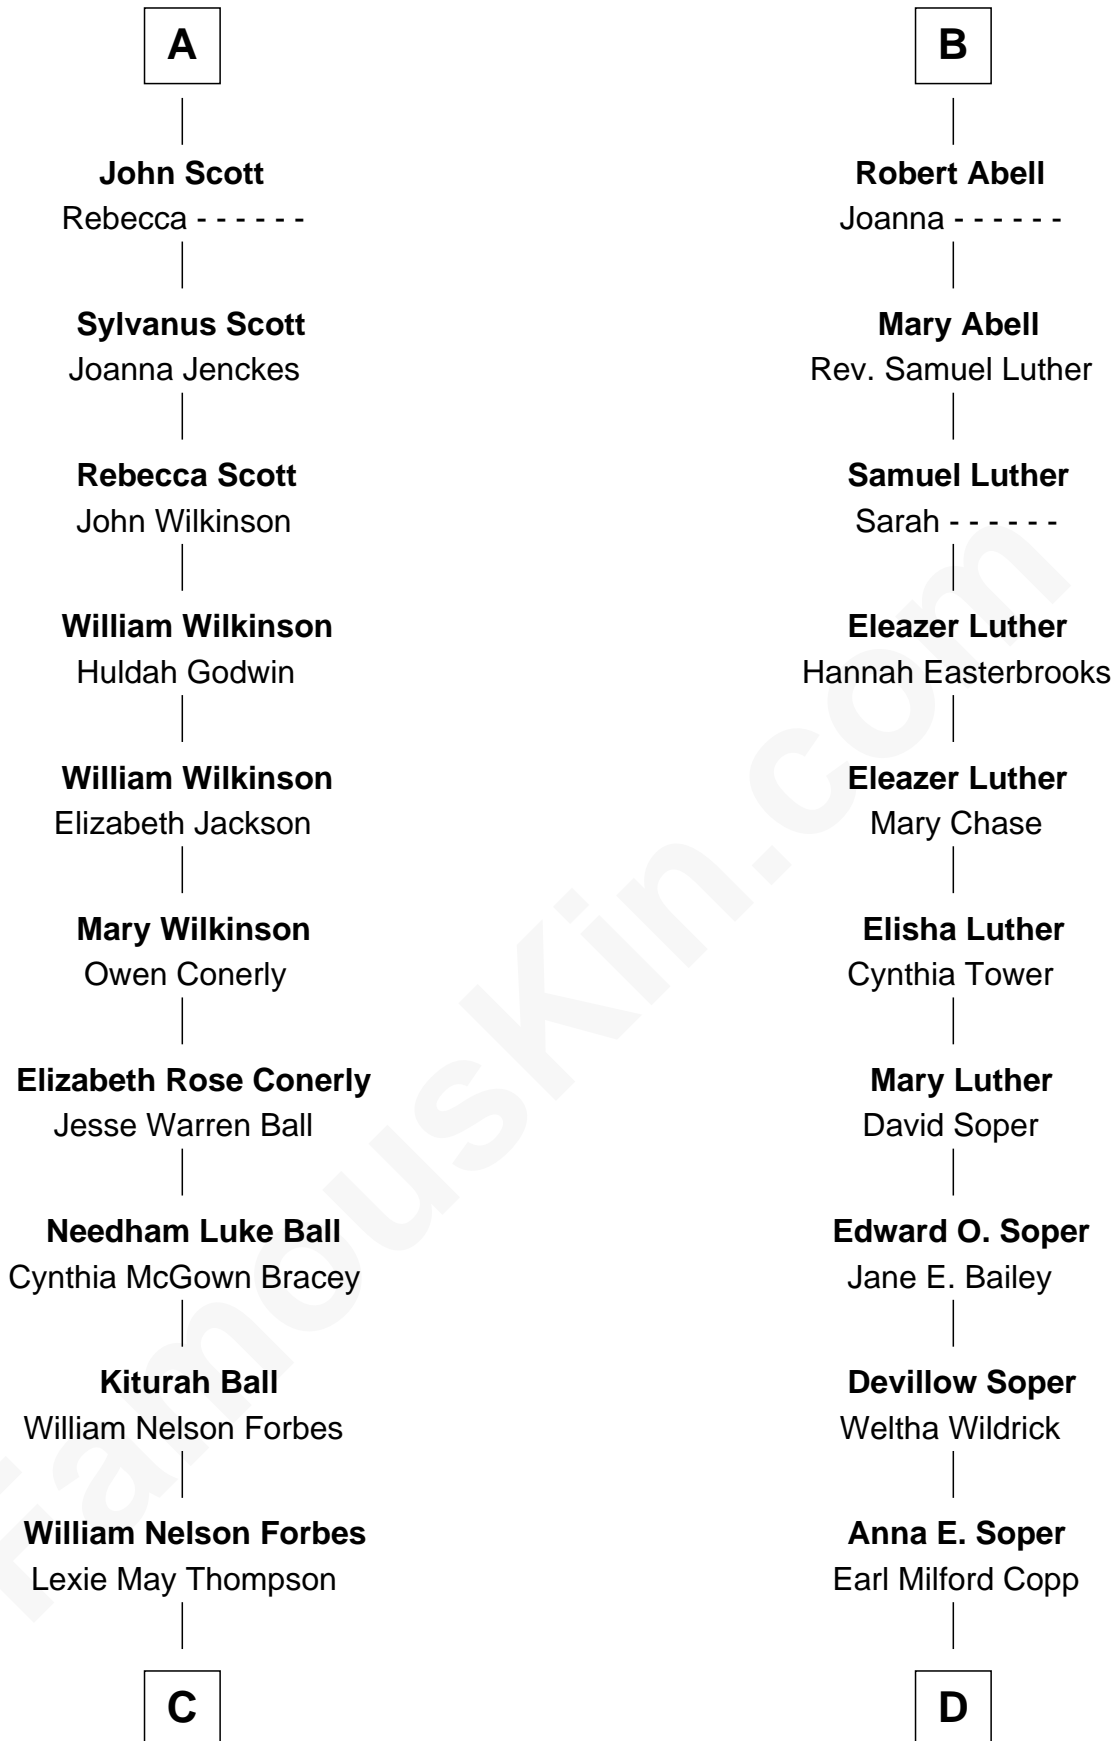 A
John Scott
Rebecca - - - - - -
Sylvanus Scott
Joanna Jenckes
Rebecca Scott
John Wilkinson
William Wilkinson
Huldah Godwin
William Wilkinson
Elizabeth Jackson
Mary Wilkinson
Owen Conerly
Elizabeth Rose Conerly
Jesse Warren Ball
Needham Luke Ball
Cynthia McGown Bracey
Kiturah Ball
William Nelson Forbes
William Nelson Forbes
Lexie May Thompson
C
B
Robert Abell
Joanna - - - - - -
Mary Abell
Rev. Samuel Luther
Samuel Luther
Sarah - - - - - -
Eleazer Luther
Hannah Easterbrooks
Eleazer Luther
Mary Chase
Elisha Luther
Cynthia Tower
Mary Luther
David Soper
Edward O. Soper
Jane E. Bailey
Devillow Soper
Weltha Wildrick
Anna E. Soper
Earl Milford Copp
D
FamousKin.com